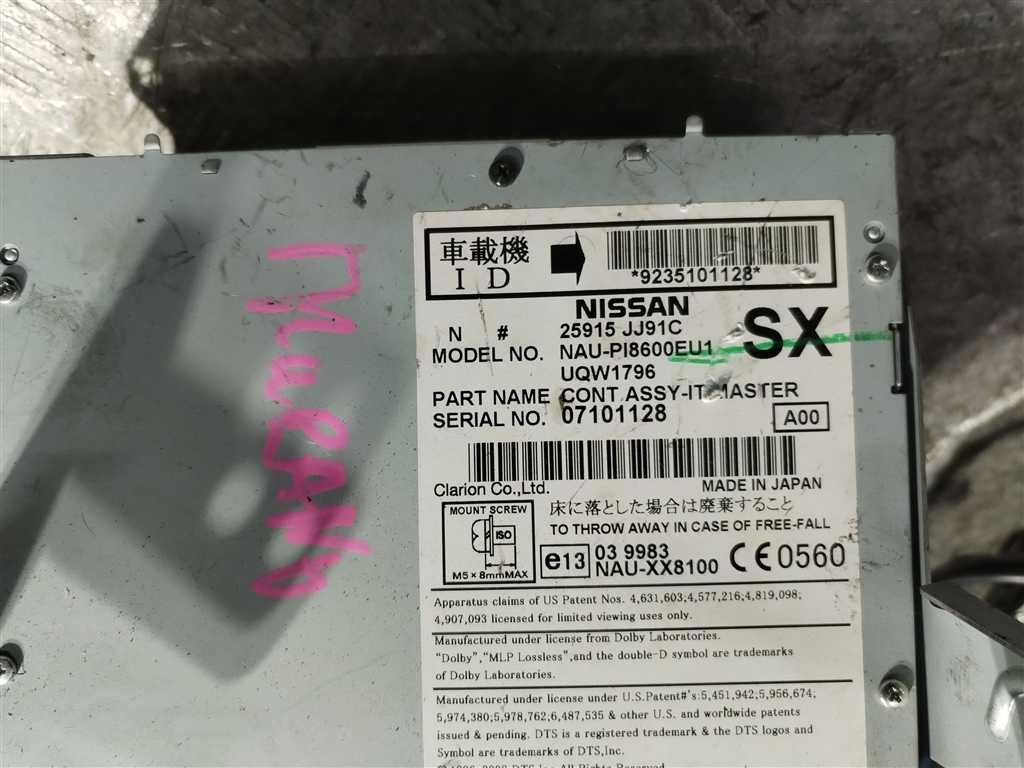 車載機
I D
*9235101128*
NISSAN
N # 25915 JJ91C
SX
MODEL NO. NAU-PI8600EU1
UQW1796
PART NAME CONT ASSY-IT MASTER
SERIAL NO. 07101128
A00
Clarion Co.,Ltd. MADE IN JAPAN
MOUNT SCREW
ISO
M5×8mmMAX
床に落とした場合は廃棄すること
TO THROW AWAY IN CASE OF FREE-FALL
e13 03 9983
NAU-XX8100
CE0560
Apparatus claims of US Patent Nos. 4,631,603;4,577,216;4,819,098;
4,907,093 licensed for limited viewing uses only.
Manufactured under license from Dolby Laboratories.
"Dolby","MLP Lossless",and the double-D symbol are trademarks
of Dolby Laboratories.
Manufactured under license under U.S.Patent#'s:5,451,942;5,956,674;
5,974,380;5,978,762;6,487,535 & other U.S. and worldwide patents
issued & pending. DTS is a registered trademark & the DTS logos and
Symbol are trademarks of DTS,Inc.
MuRANO